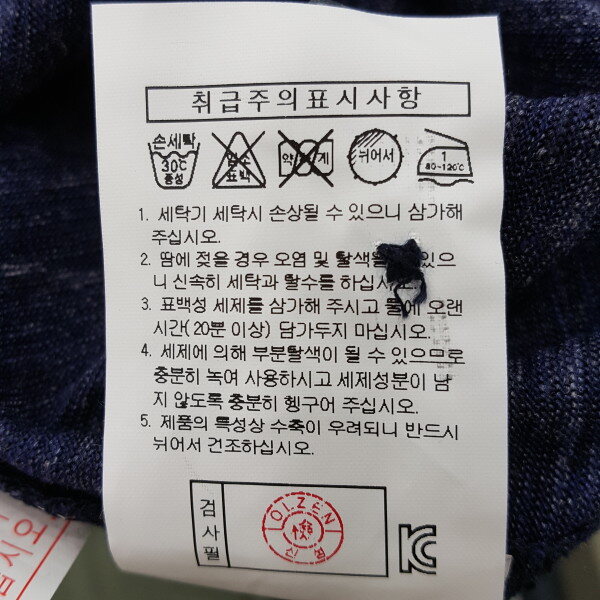 취급주의표시사항
손세탁
30℃
중성
염소
표백
약 게
뉘어서
1
80~120℃
1. 세탁기 세탁시 손상될 수 있으니 삼가해
주십시오.
2. 땀에 젖을 경우 오염 및 탈색될 있으
니 신속히 세탁과 탈수를 하십시오.
3. 표백성 세제를 삼가해 주시고 물에 오랜
시간(20뿐 이상) 담가두지 마십시오.
4. 세제에 의해 부분탈색이 될 수 있으므로
충분히 녹여 사용하시고 세제성분이 남
지 않도록 충분히 헹구어 주십시오.
5. 제품의 특성상 수축이 우려되니 반드시
뉘어서 건조하십시오.
검사필
OLZEN
KC
시오